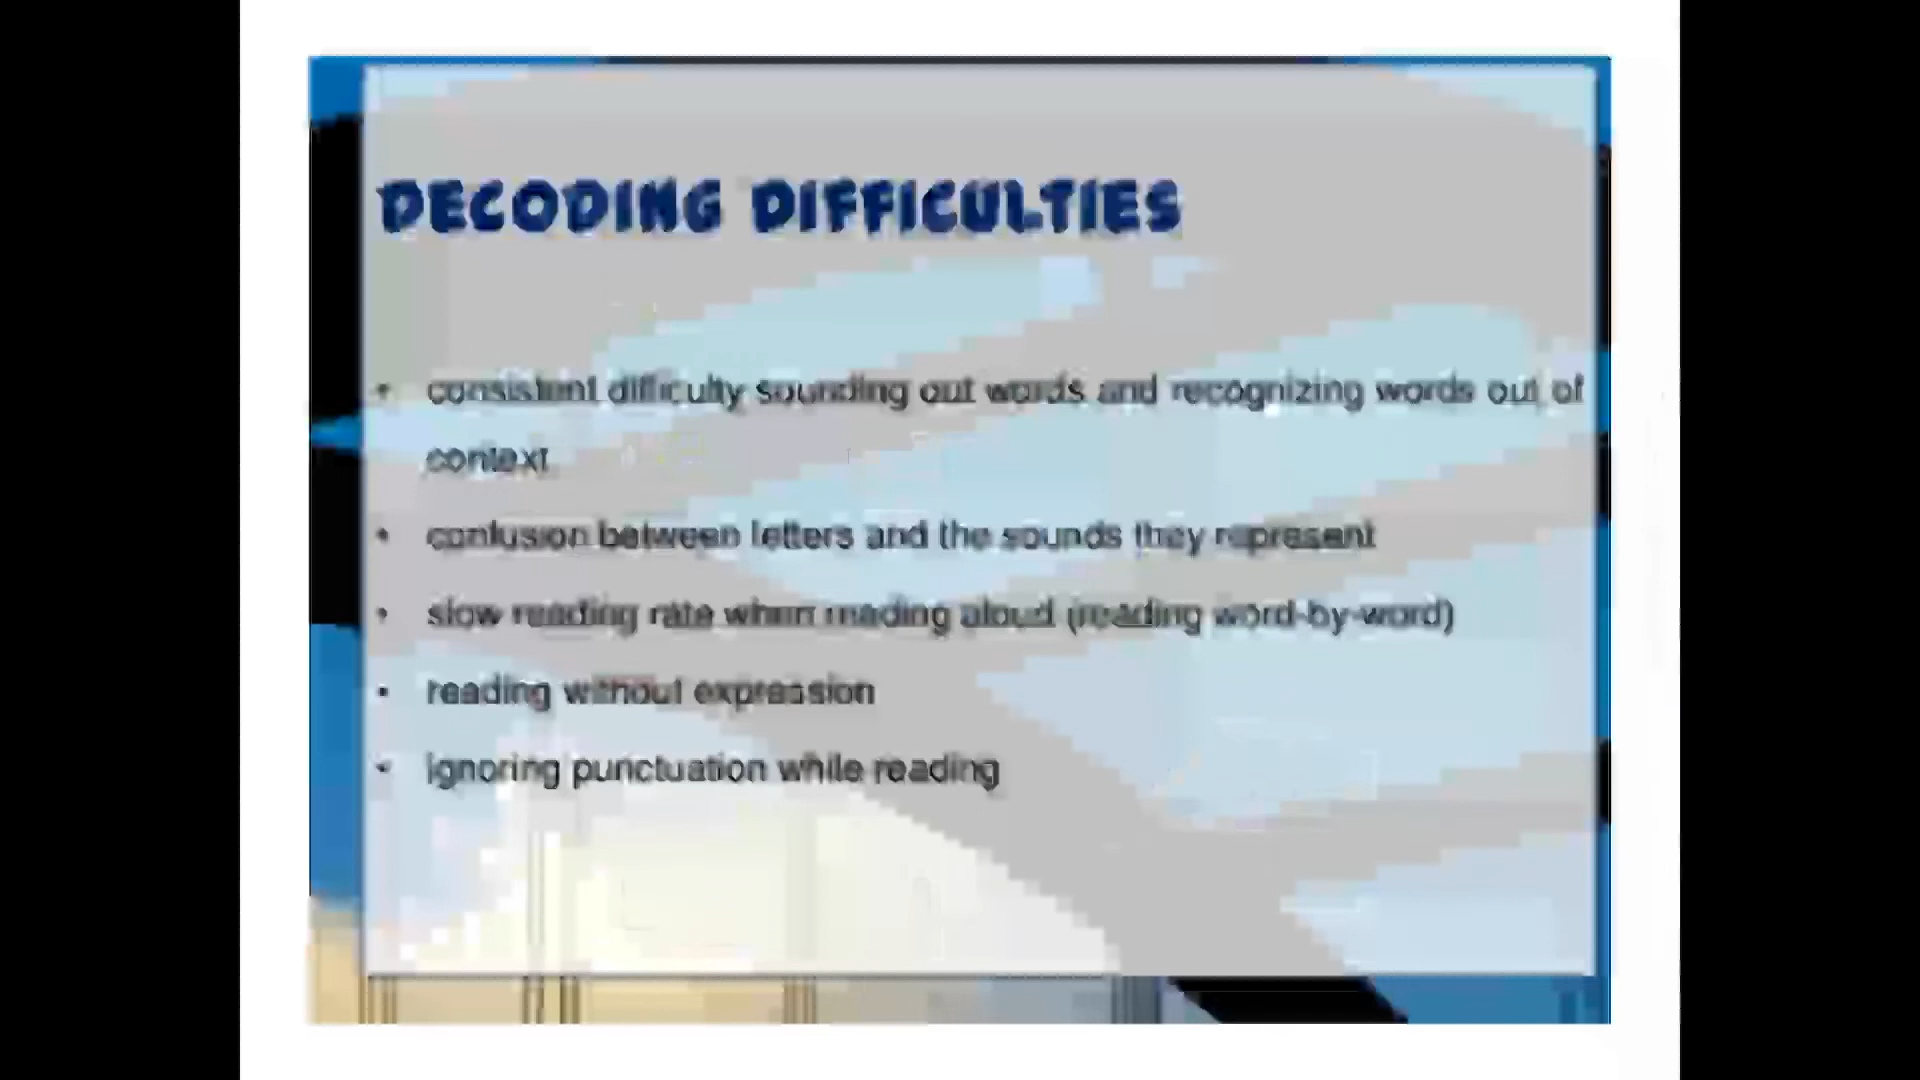 DECODING DIFFICULTIES
• consistent difficulty sounding out words and recognizing words out of
context
• confusion between letters and the sounds they represent
• slow reading rate when reading aloud (reading word-by-word)
• reading without expression
• ignoring punctuation while reading